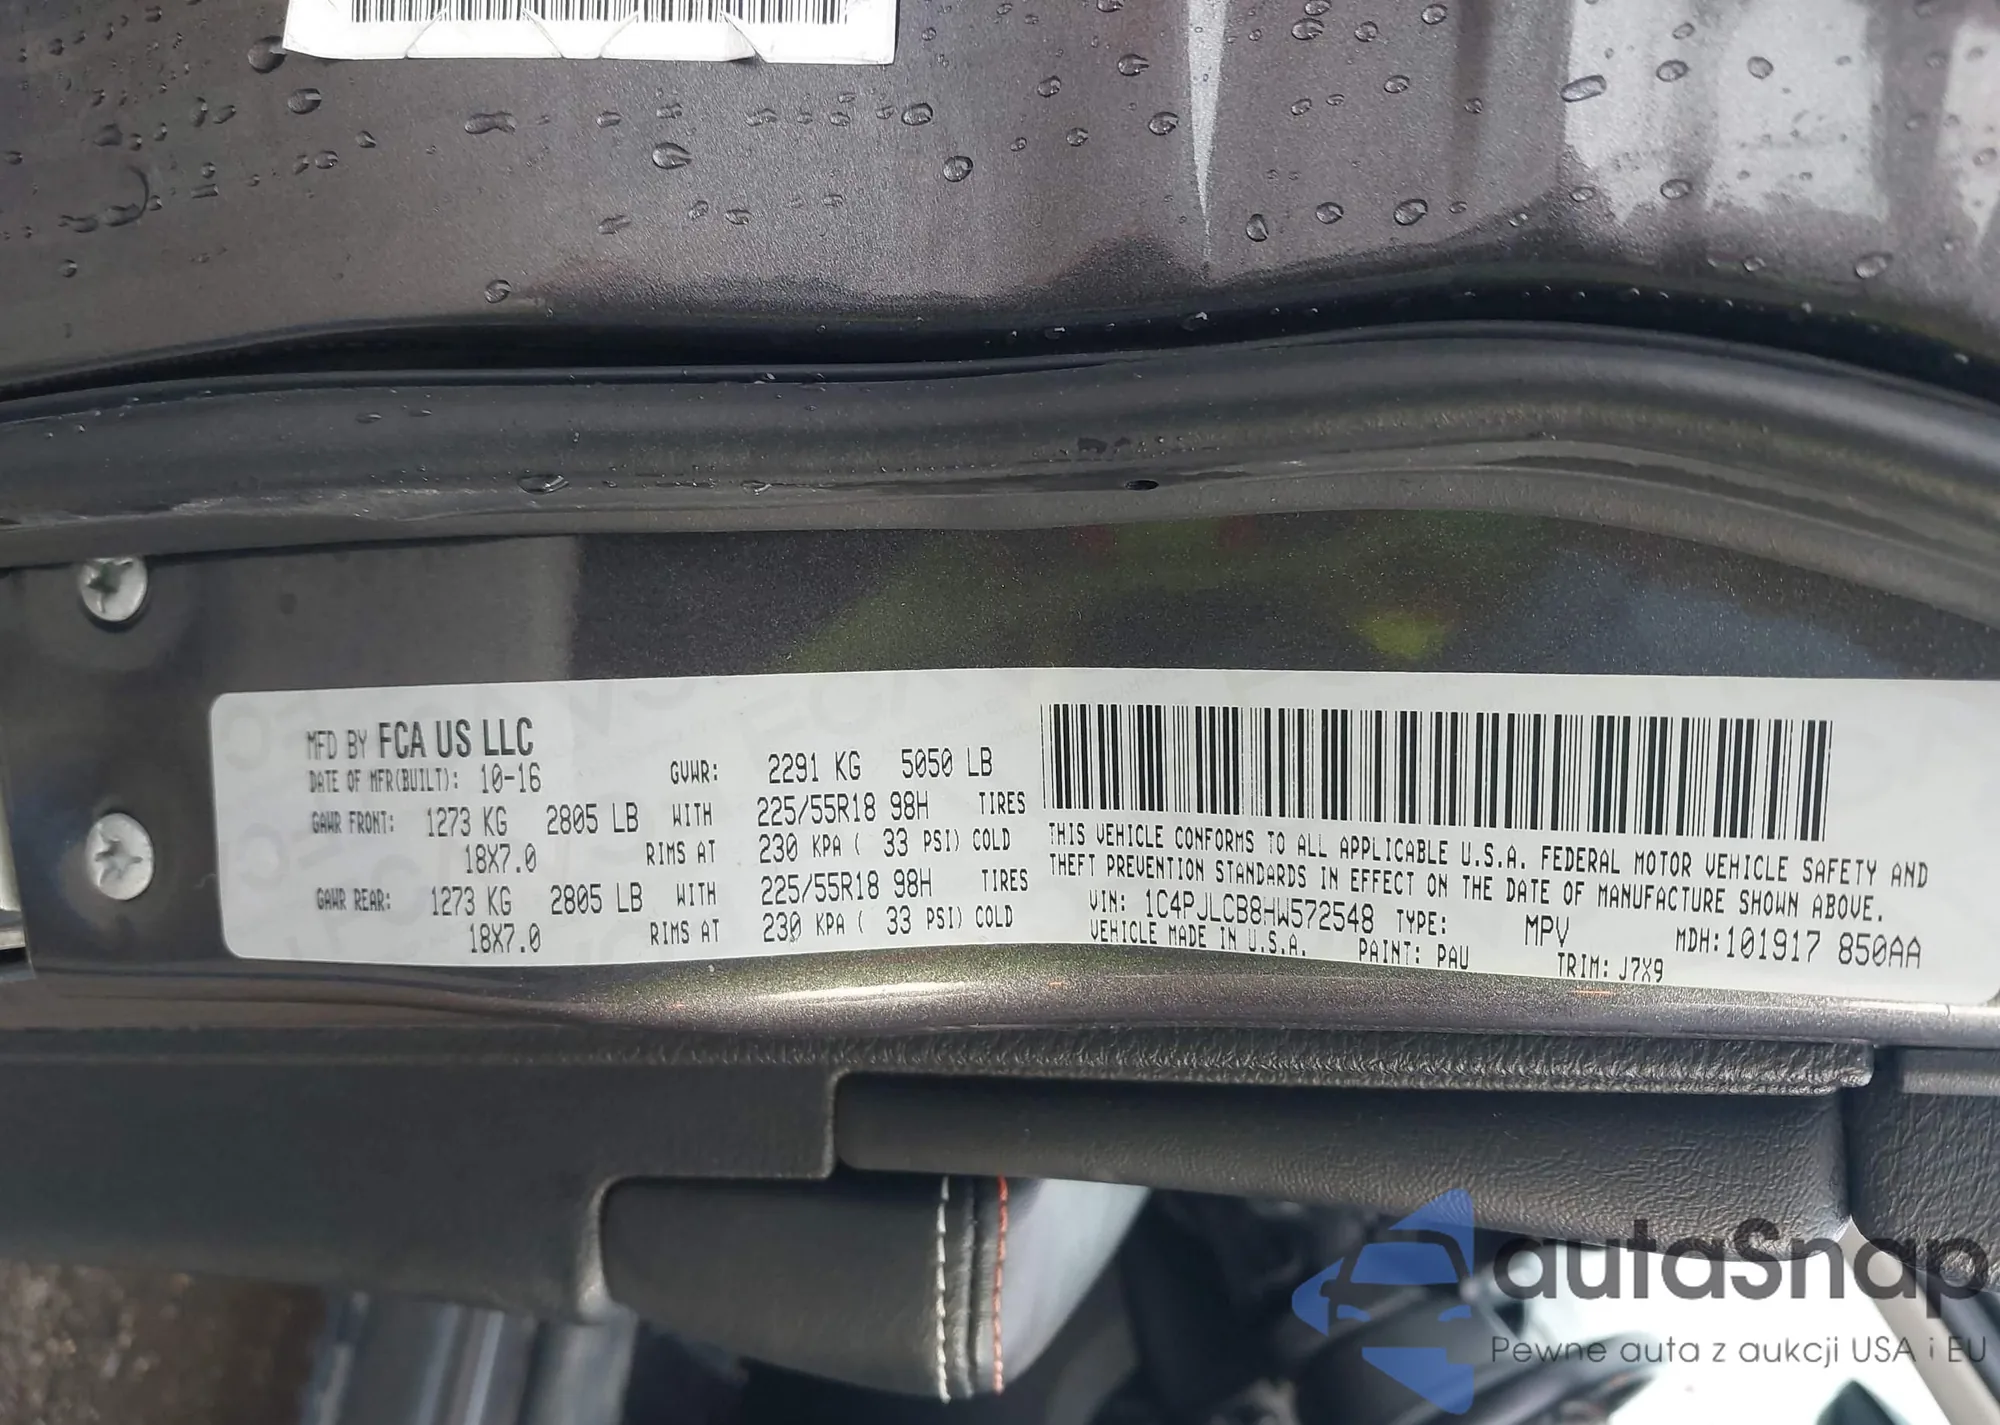 MFD BY FCA US LLC
DATE OF MFR(BUILT): 10-16 GVWR: 2291 KG 5050 LB
GAWR FRONT: 1273 KG 2805 LB WITH 225/55R18 98H TIRES
18X7.0 RIMS AT 230 KPA ( 33 PSI) COLD
GAWR REAR: 1273 KG 2805 LB WITH 225/55R18 98H TIRES
18X7.0 RIMS AT 230 KPA ( 33 PSI) COLD
THIS VEHICLE CONFORMS TO ALL APPLICABLE U.S.A. FEDERAL MOTOR VEHICLE SAFETY AND
THEFT PREVENTION STANDARDS IN EFFECT ON THE DATE OF MANUFACTURE SHOWN ABOVE.
VIN: 1C4PJLCB8HW572548 TYPE: MPV MDH:101917 850AA
VEHICLE MADE IN U.S.A. PAINT: PAU TRIM: J7X9
autoSnap
Pewne auta z aukcji USA i EU